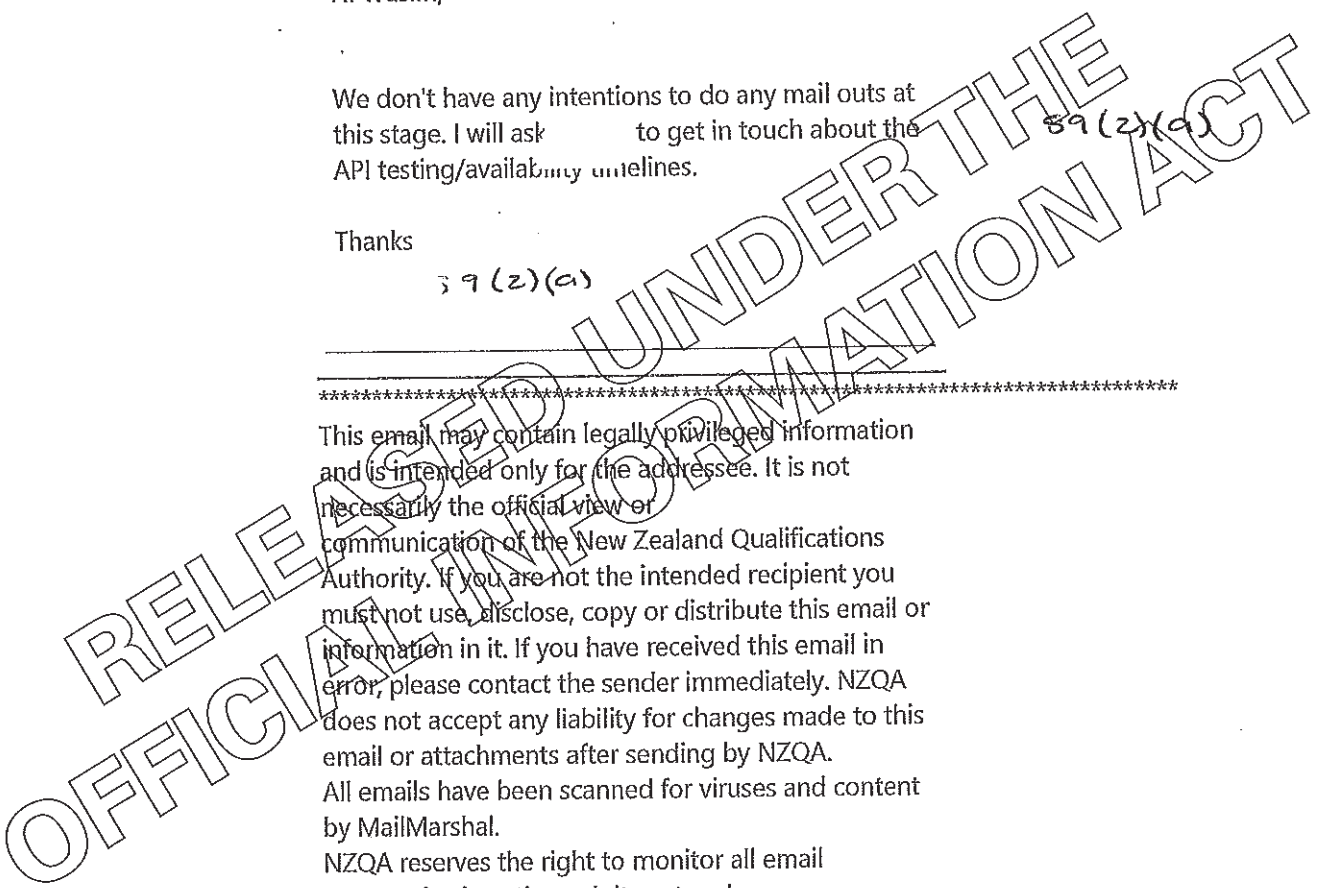 We don't have any intentions to do any mail outs at
this stage. I will ask to get in touch about the
s9(2)(a)
API testing/availability timelines.
Thanks
s9(2)(a)
********************************************************************************
This email may contain legally privileged information
and is intended only for the addressee. It is not
necessarily the official view or
communication of the New Zealand Qualifications
Authority. If you are not the intended recipient you
must not use, disclose, copy or distribute this email or
information in it. If you have received this email in
error, please contact the sender immediately. NZQA
does not accept any liability for changes made to this
email or attachments after sending by NZQA.
All emails have been scanned for viruses and content
by MailMarshal.
NZQA reserves the right to monitor all email
RELEASED UNDER THE
OFFICIAL INFORMATION ACT